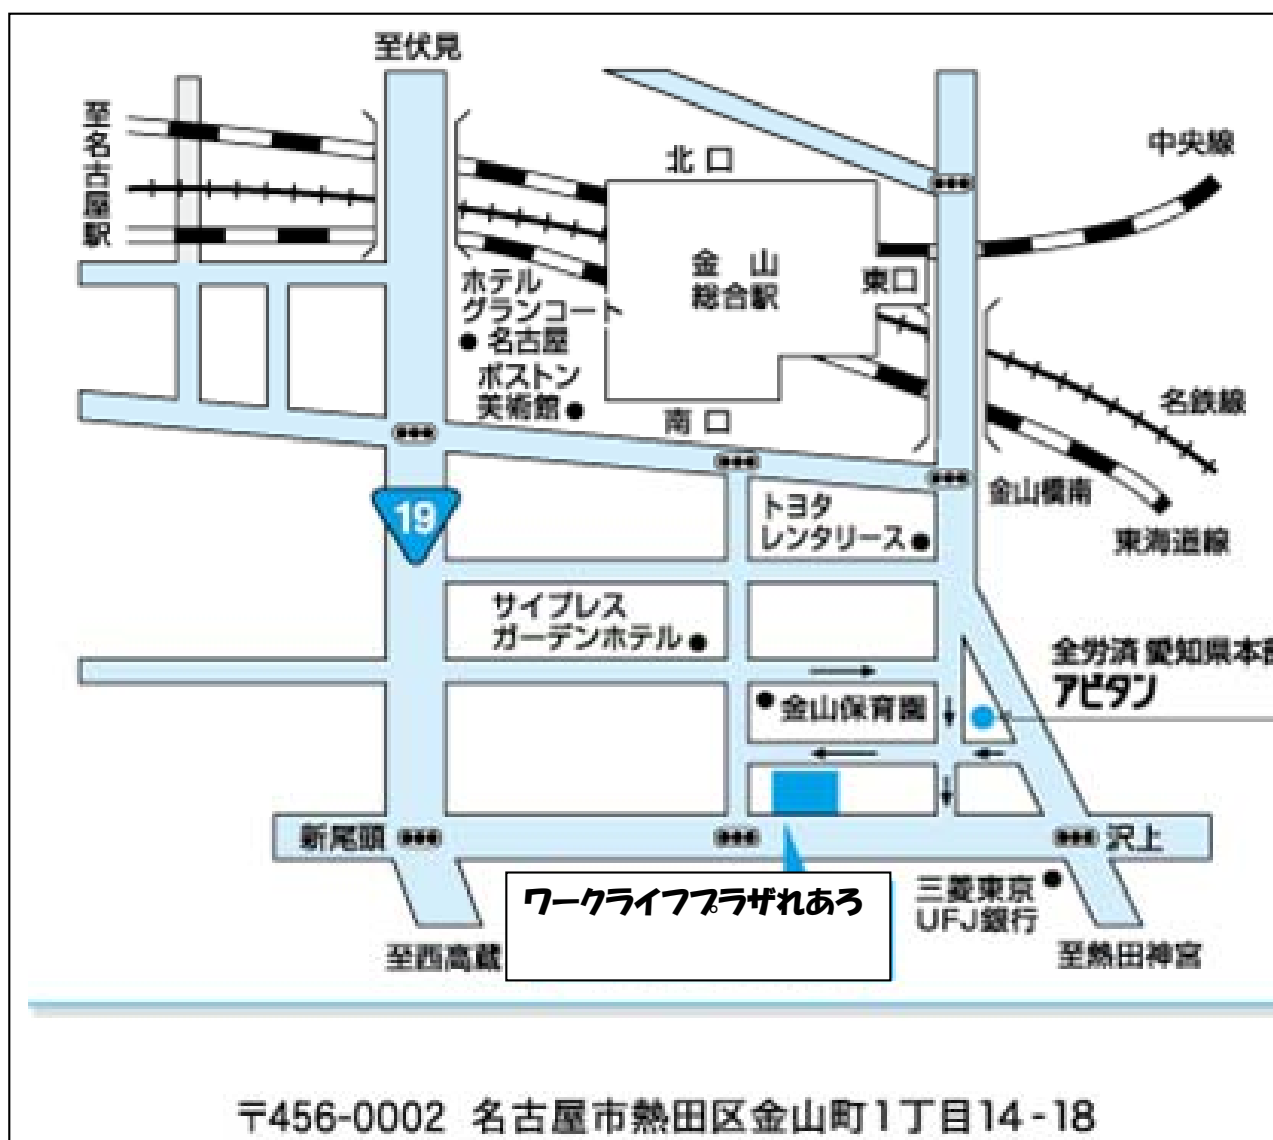 至伏見
至名古屋駅
中央線
北口
金山
総合駅
東口
ホテル
グランコート
名古屋
ボストン
美術館
南口
名鉄線
金山橋南
東海道線
19
トヨタ
レンタリース
サイプレス
ガーデンホテル
全労済 愛知県本部
アピタン
金山保育園
新尾頭
沢上
ワークライフプラザれあろ
三菱東京
UFJ銀行
至西高蔵
至熱田神宮
〒456-0002 名古屋市熱田区金山町1丁目14-18